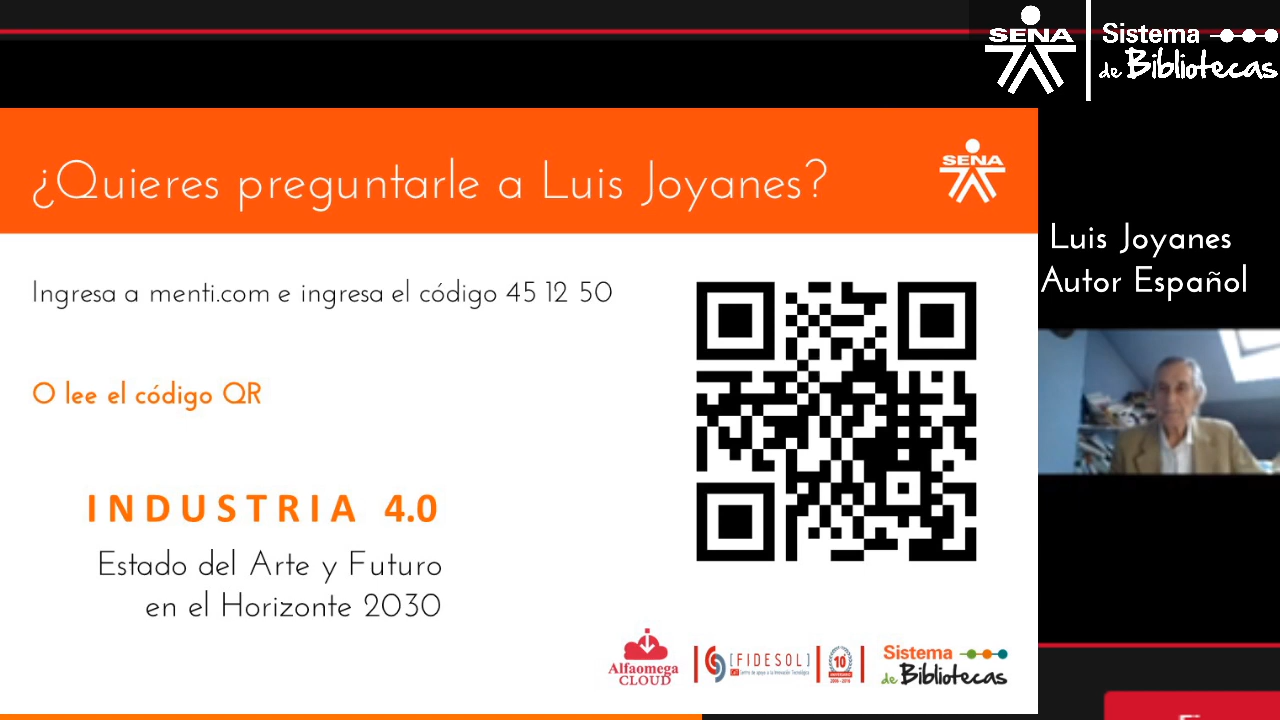 SENA
Sistema
de Bibliotecas
¿Quieres preguntarle a Luis Joyanes?
SENA
Luis Joyanes
Autor Español
Ingresa a menti.com e ingresa el código 45 12 50
O lee el código QR
INDUSTRIA 4.0
Estado del Arte y Futuro
en el Horizonte 2030
Alfaomega
CLOUD
[FIDESOL]
10
Sistema
de Bibliotecas